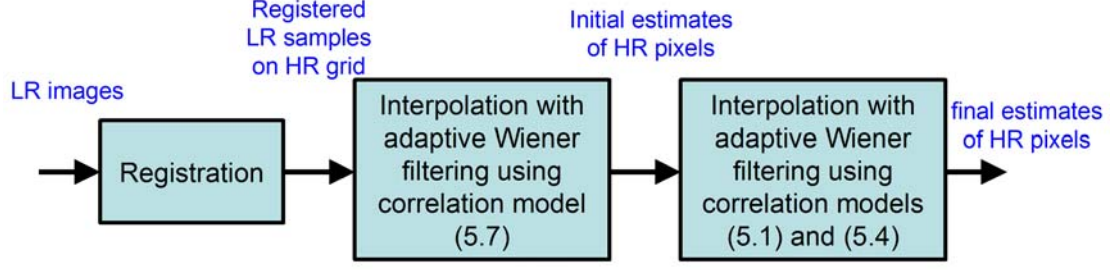 LR images
Registration
Registered
LR samples
on HR grid
Interpolation with
adaptive Wiener
filtering using
correlation model
(5.7)
Initial estimates
of HR pixels
Interpolation with
adaptive Wiener
filtering using
correlation models
(5.1) and (5.4)
final estimates
of HR pixels